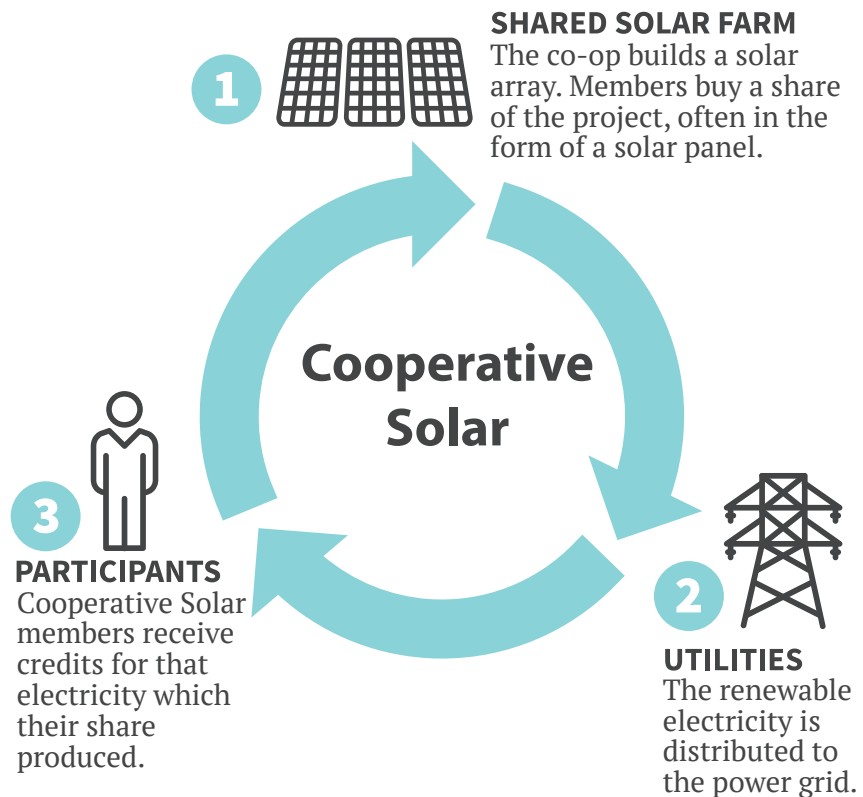 1
SHARED SOLAR FARM
The co-op builds a solar
array. Members buy a share
of the project, often in the
form of a solar panel.
Cooperative
Solar
2
UTILITIES
The renewable
electricity is
distributed to
the power grid.
3
PARTICIPANTS
Cooperative Solar
members receive
credits for that
electricity which
their share
produced.